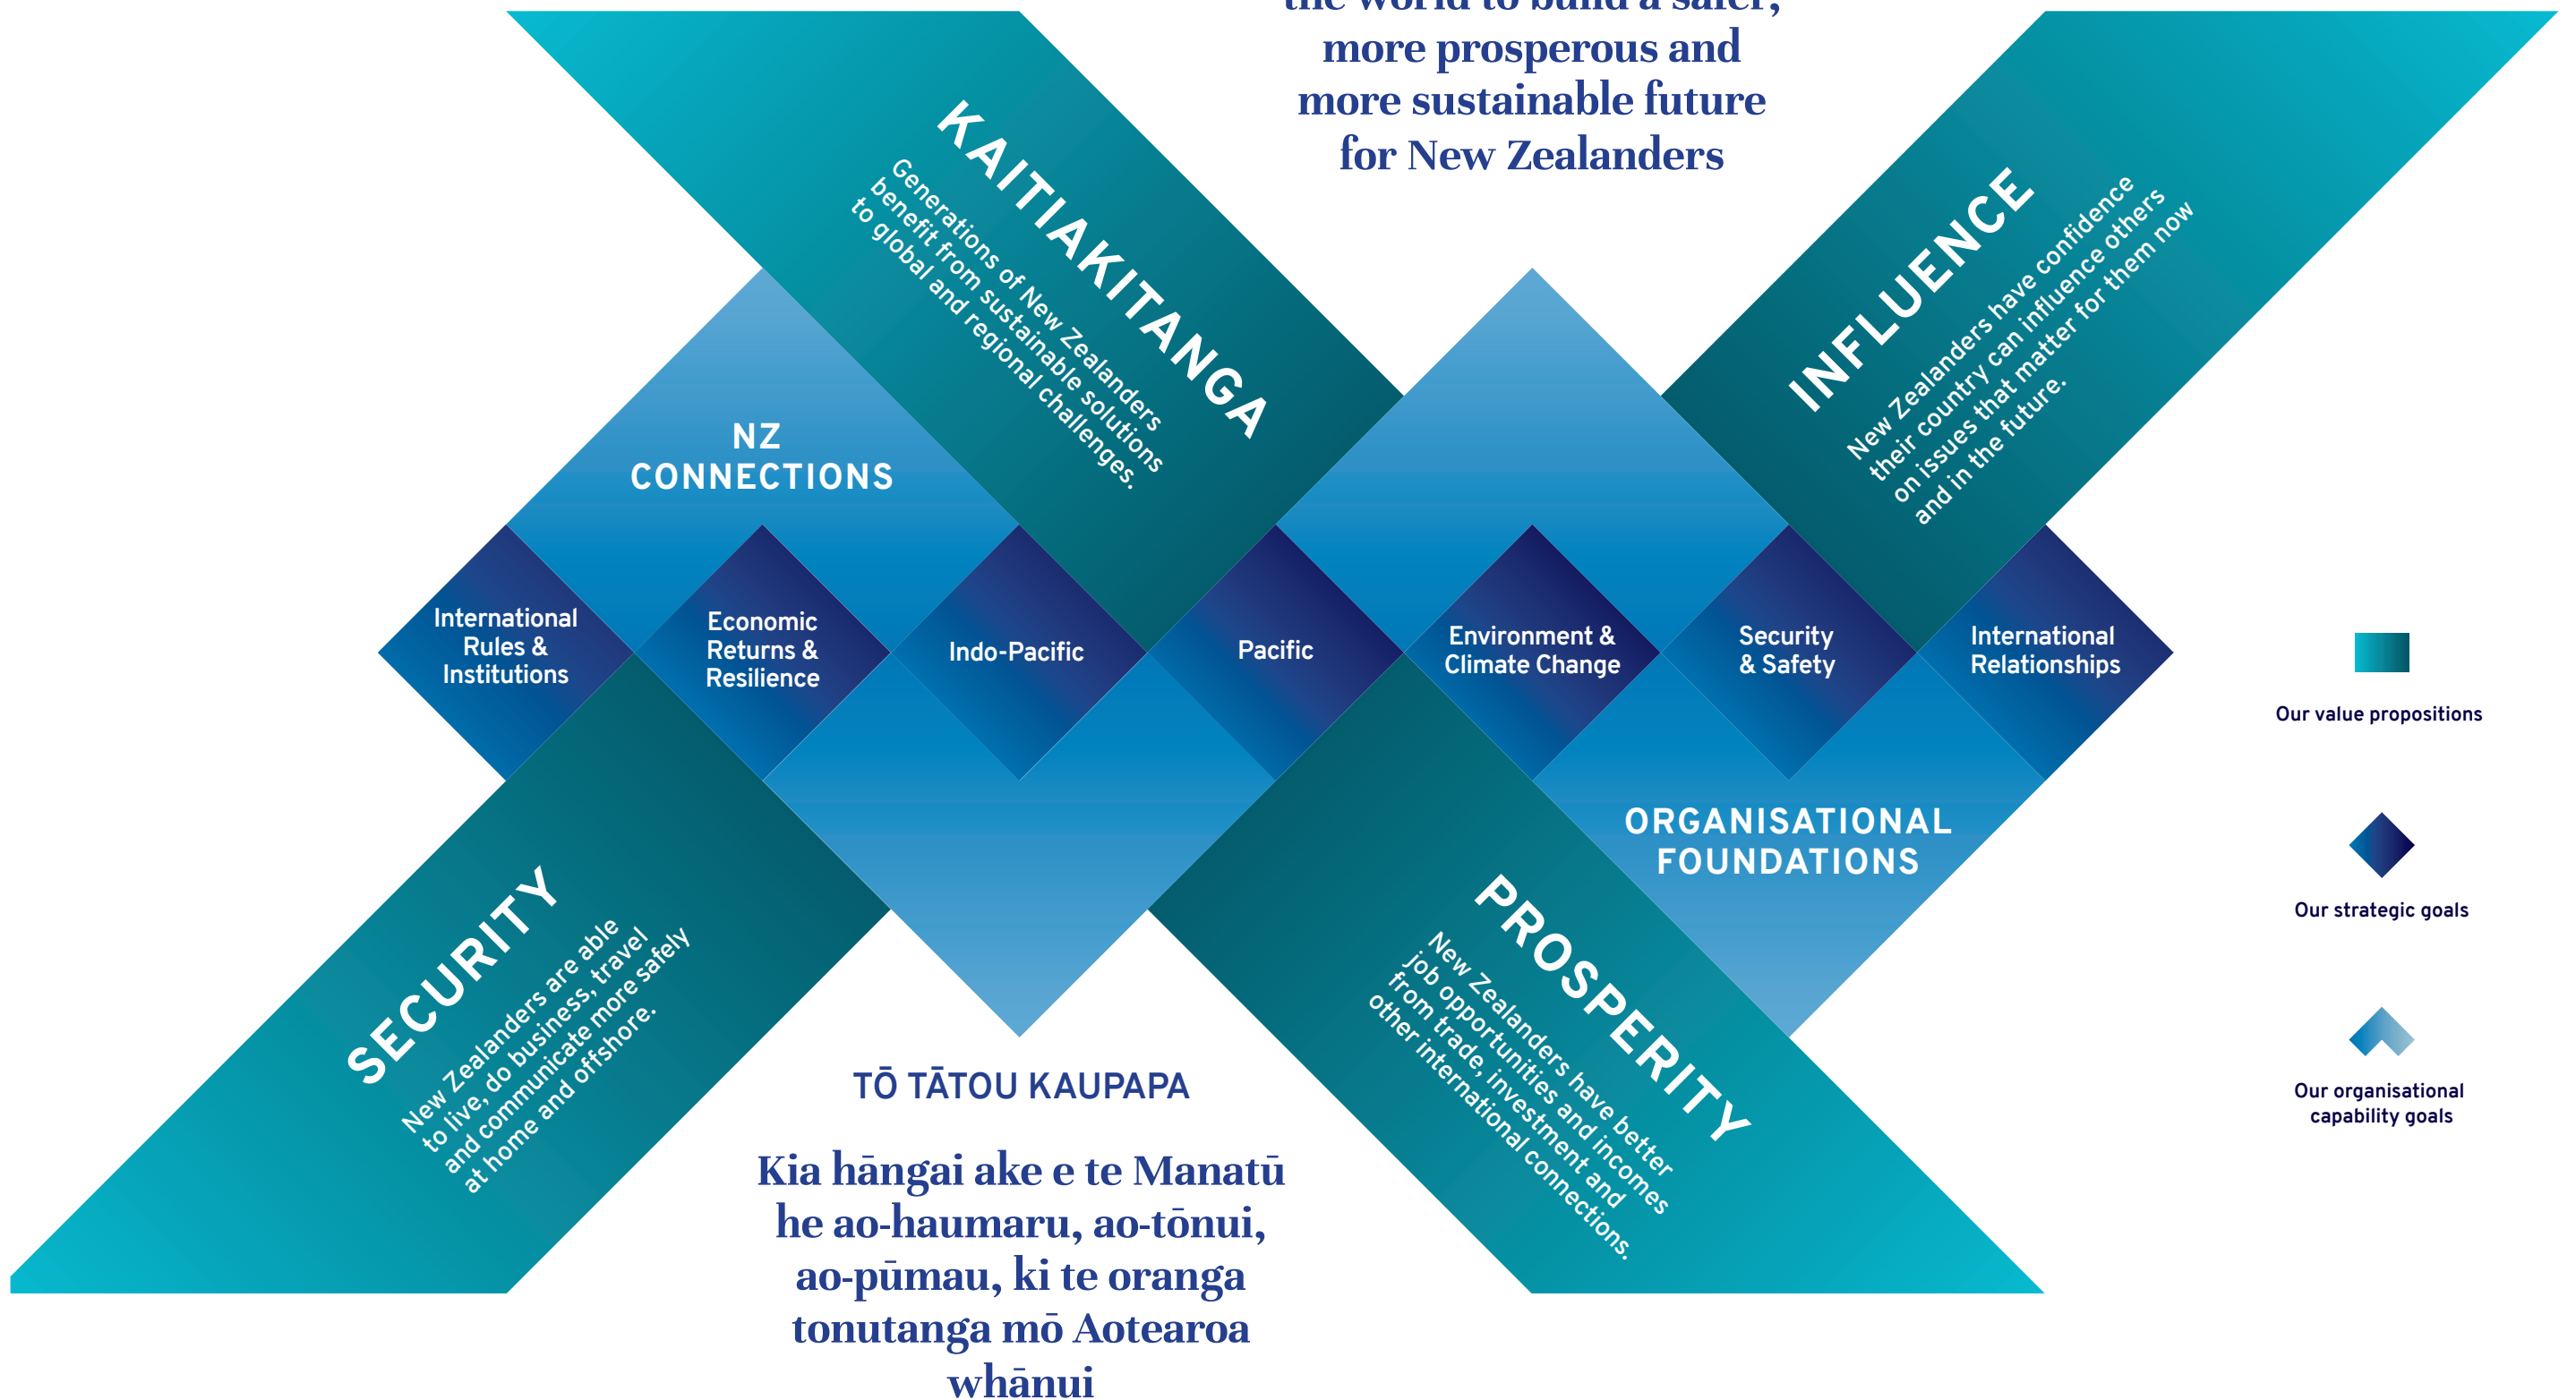 the world to build a safer,
more prosperous and
more sustainable future
for New Zealanders
KAITIAKITANGA
Generations of New Zealanders
benefit from sustainable solutions
to global and regional challenges.
INFLUENCE
New Zealanders have confidence
their country can influence others
on issues that matter for them now
and in the future.
NZ
CONNECTIONS
International
Rules &
Institutions
Economic
Returns &
Resilience
Indo-Pacific
Pacific
Environment &
Climate Change
Security
& Safety
International
Relationships
ORGANISATIONAL
FOUNDATIONS
SECURITY
New Zealanders are able
to live, do business, travel
and communicate more safely
at home and offshore.
PROSPERITY
New Zealanders have better
job opportunities and incomes
from trade, investment and
other international connections.
TŌ TĀTOU KAUPAPA
Kia hāngai ake e te Manatū
he ao-haumaru, ao-tōnui,
ao-pūmau, ki te oranga
tonutanga mō Aotearoa
whānui
Our value propositions
Our strategic goals
Our organisational
capability goals